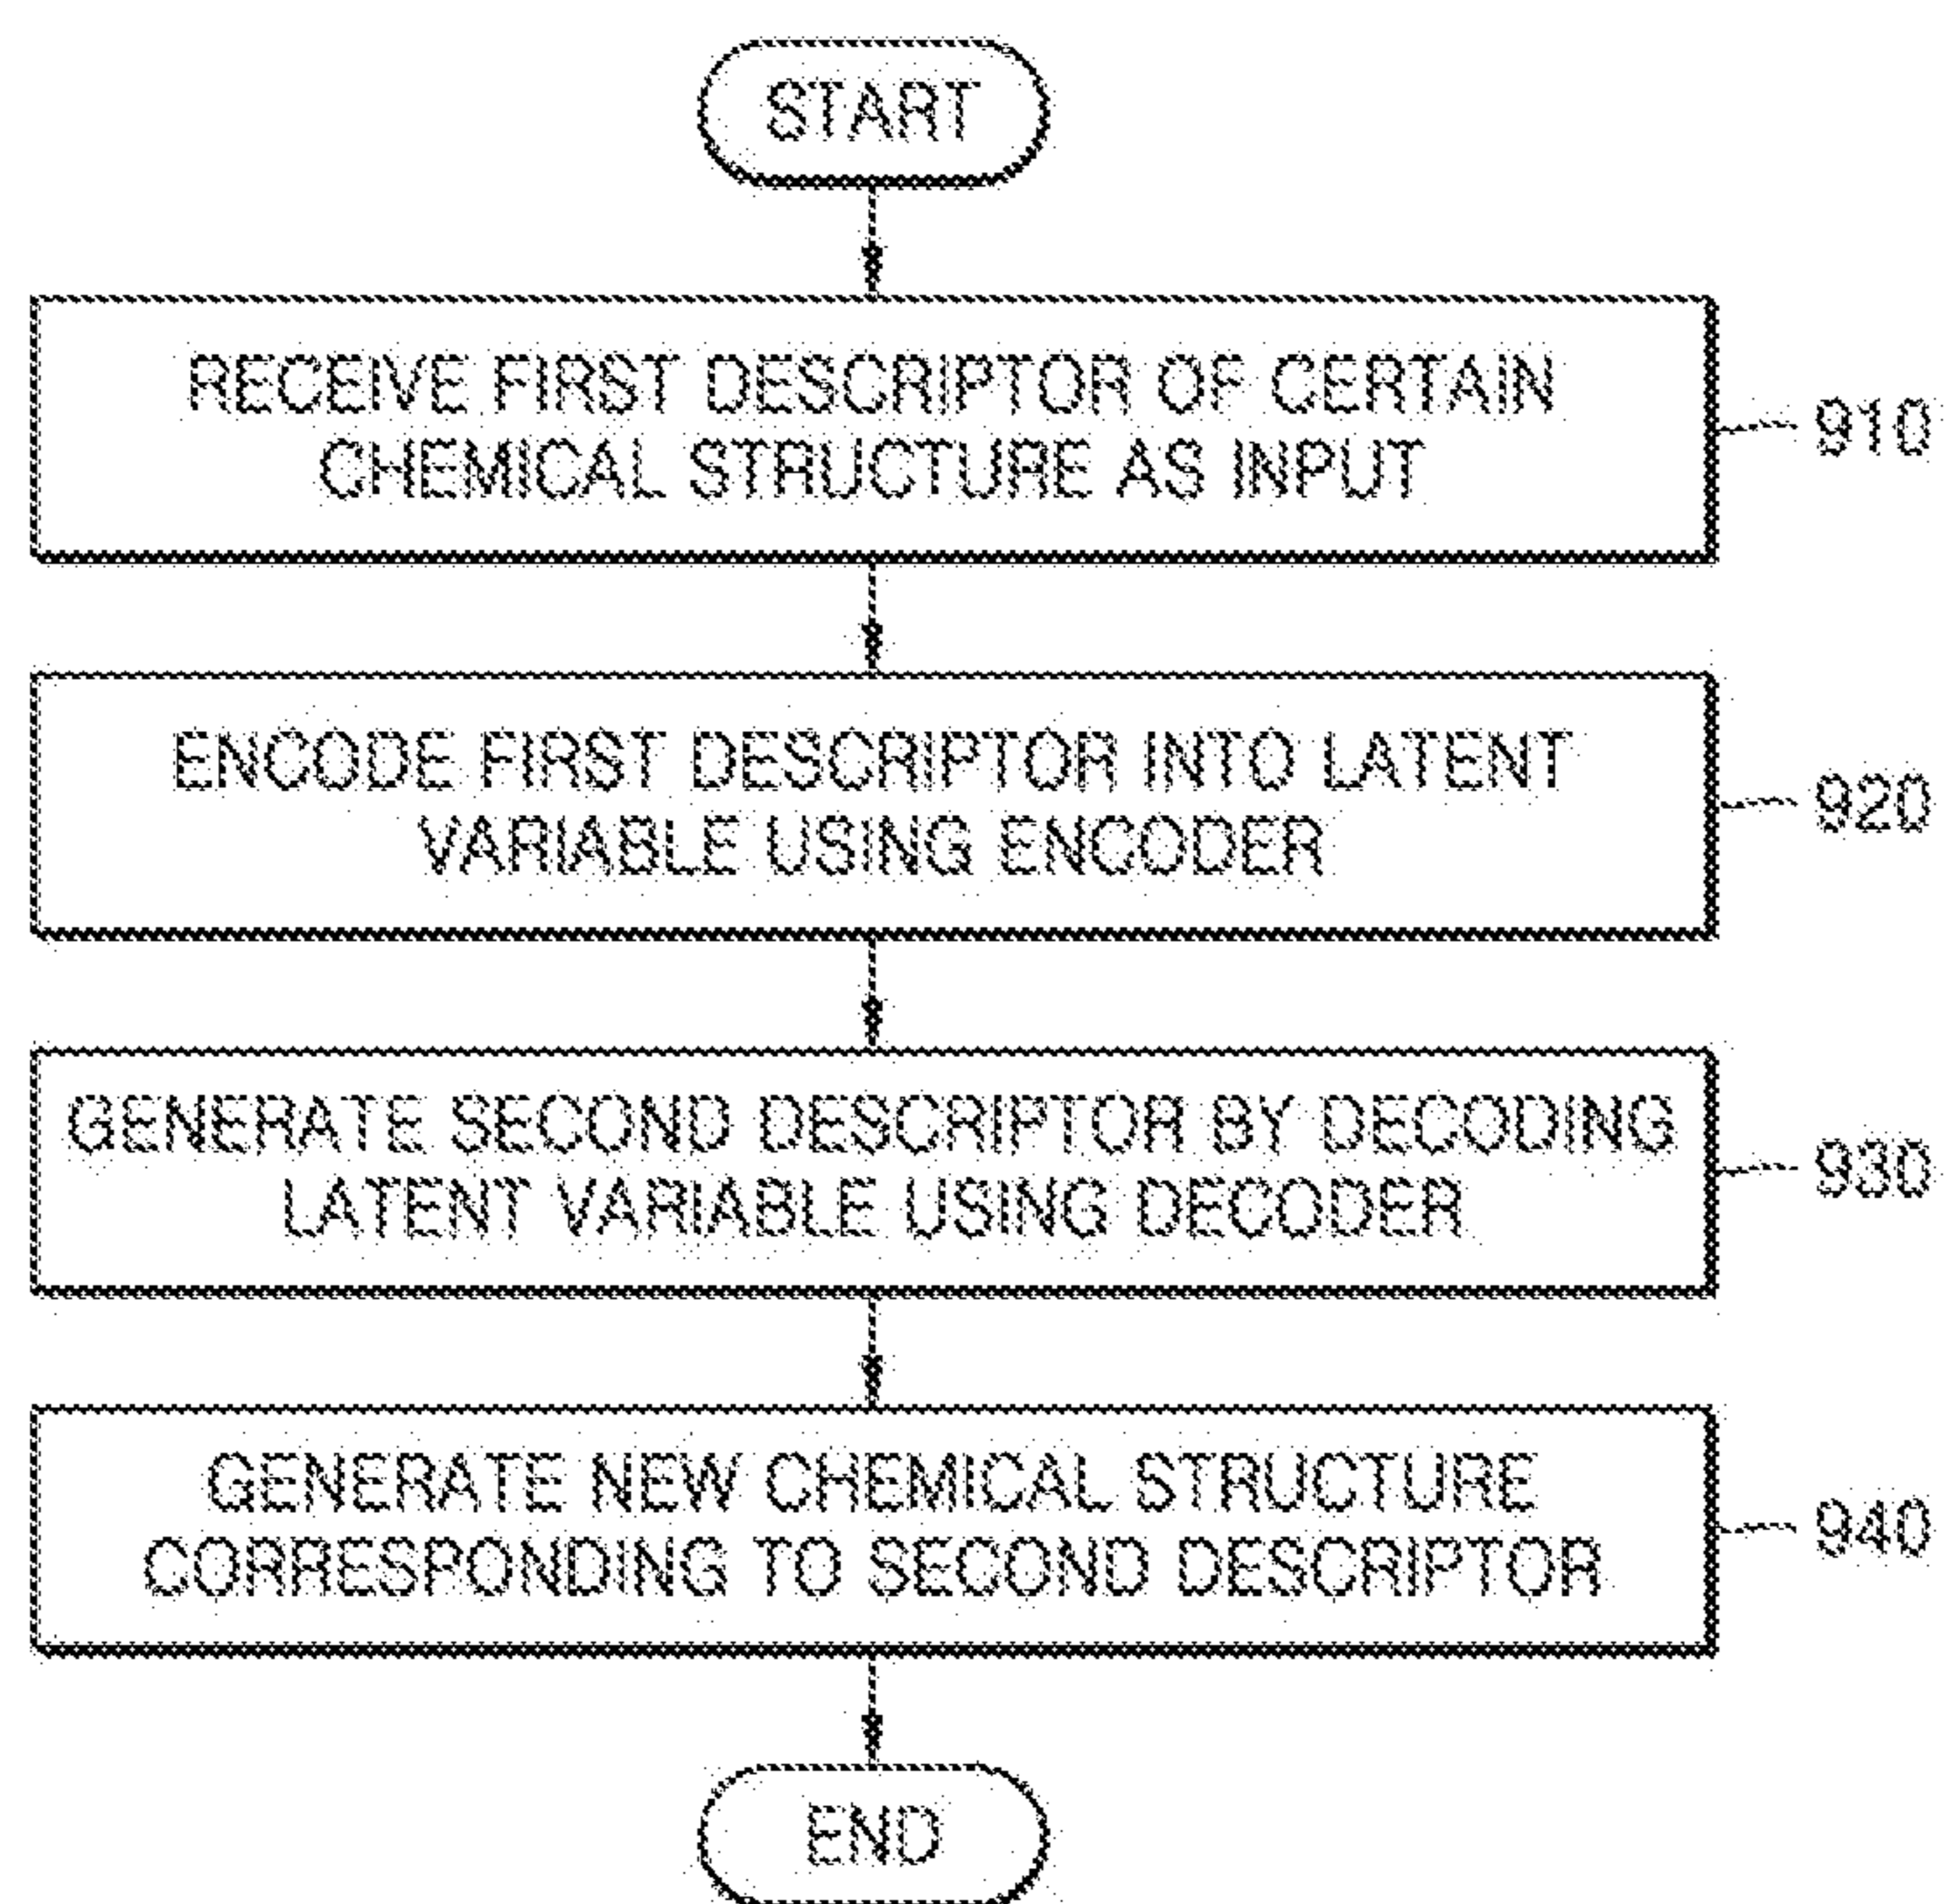 START
RECEIVE FIRST DESCRIPTOR OF CERTAIN
CHEMICAL STRUCTURE AS INPUT
910
ENCODE FIRST DESCRIPTOR INTO LATENT
VARIABLE USING ENCODER
920
GENERATE SECOND DESCRIPTOR BY DECODING
LATENT VARIABLE USING DECODER
930
GENERATE NEW CHEMICAL STRUCTURE
CORRESPONDING TO SECOND DESCRIPTOR
940
END